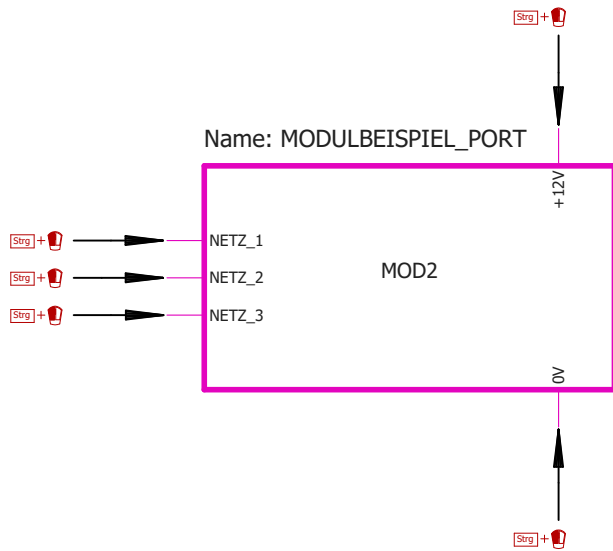 Strg +
Name: MODULBEISPIEL_PORT
+12V
Strg + NETZ_1
Strg + NETZ_2
MOD2
Strg + NETZ_3
0V
Strg +